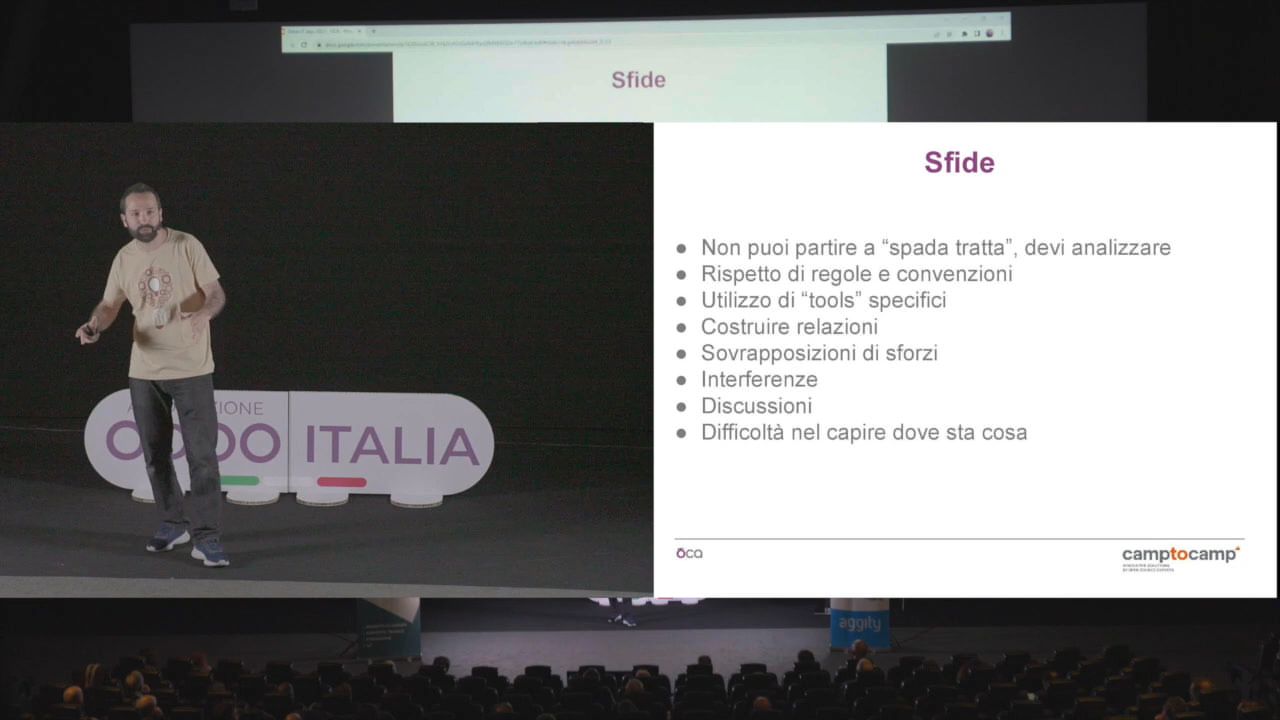 Sfide
Sfide
● Non puoi partire a “spada tratta”, devi analizzare
● Rispetto di regole e convenzioni
● Utilizzo di “tools” specifici
● Costruire relazioni
● Sovrapposizioni di sforzi
● Interferenze
● Discussioni
● Difficoltà nel capire dove sta cosa
ITALIA
ōca
camptocamp
aggity